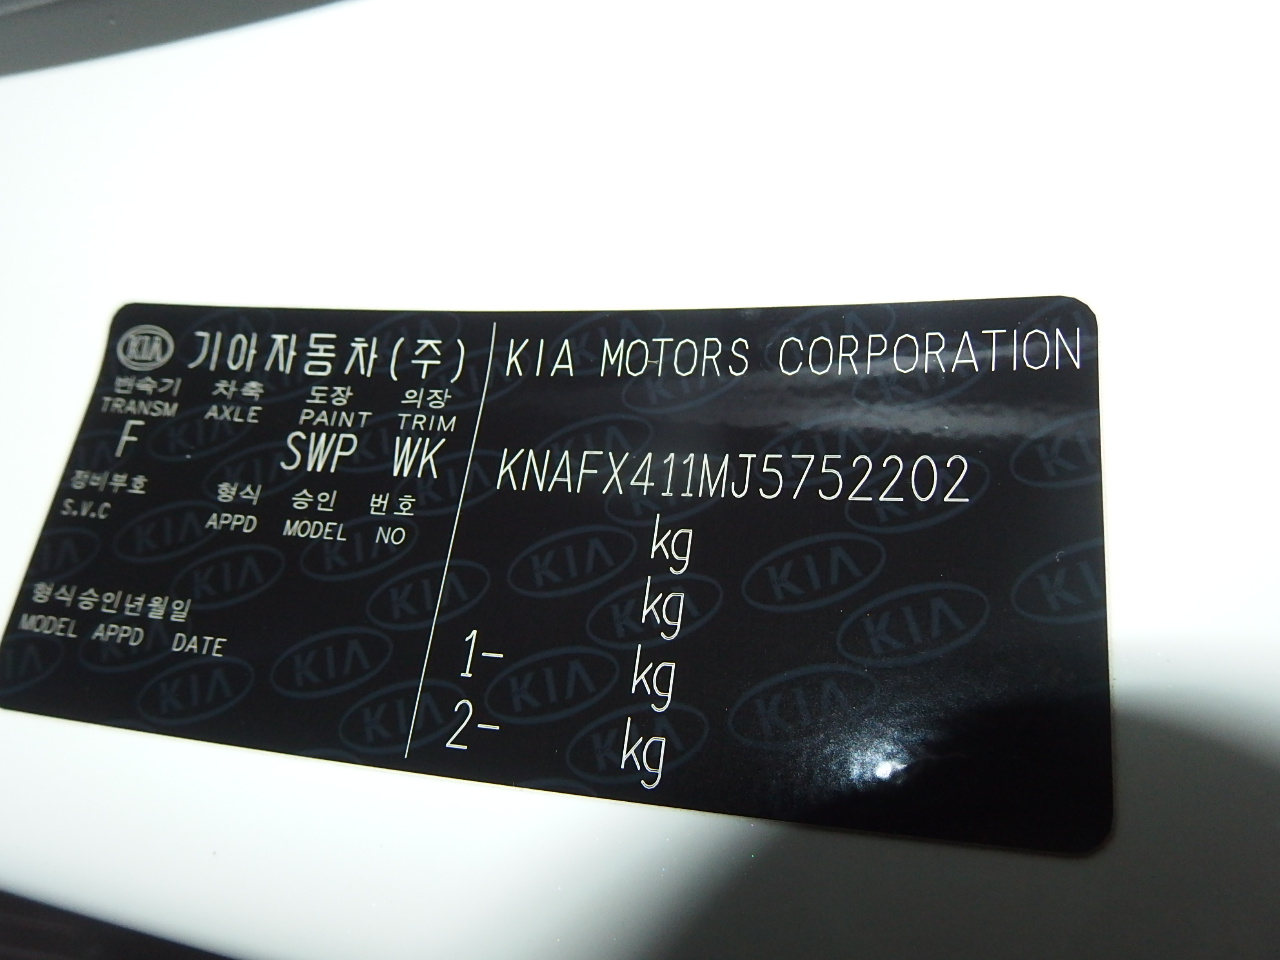 KIA 기아자동차(주)
변속기 차축 도장 의장
TRANSM AXLE PAINT TRIM
F SWP WK
장비부호 형식 승인 번호
S.V.C APPD MODEL NO
형식승인년월일
MODEL APPD DATE
KIA MOTORS CORPORATION
KNAFX411MJ5752202
kg
kg
1- kg
2- kg